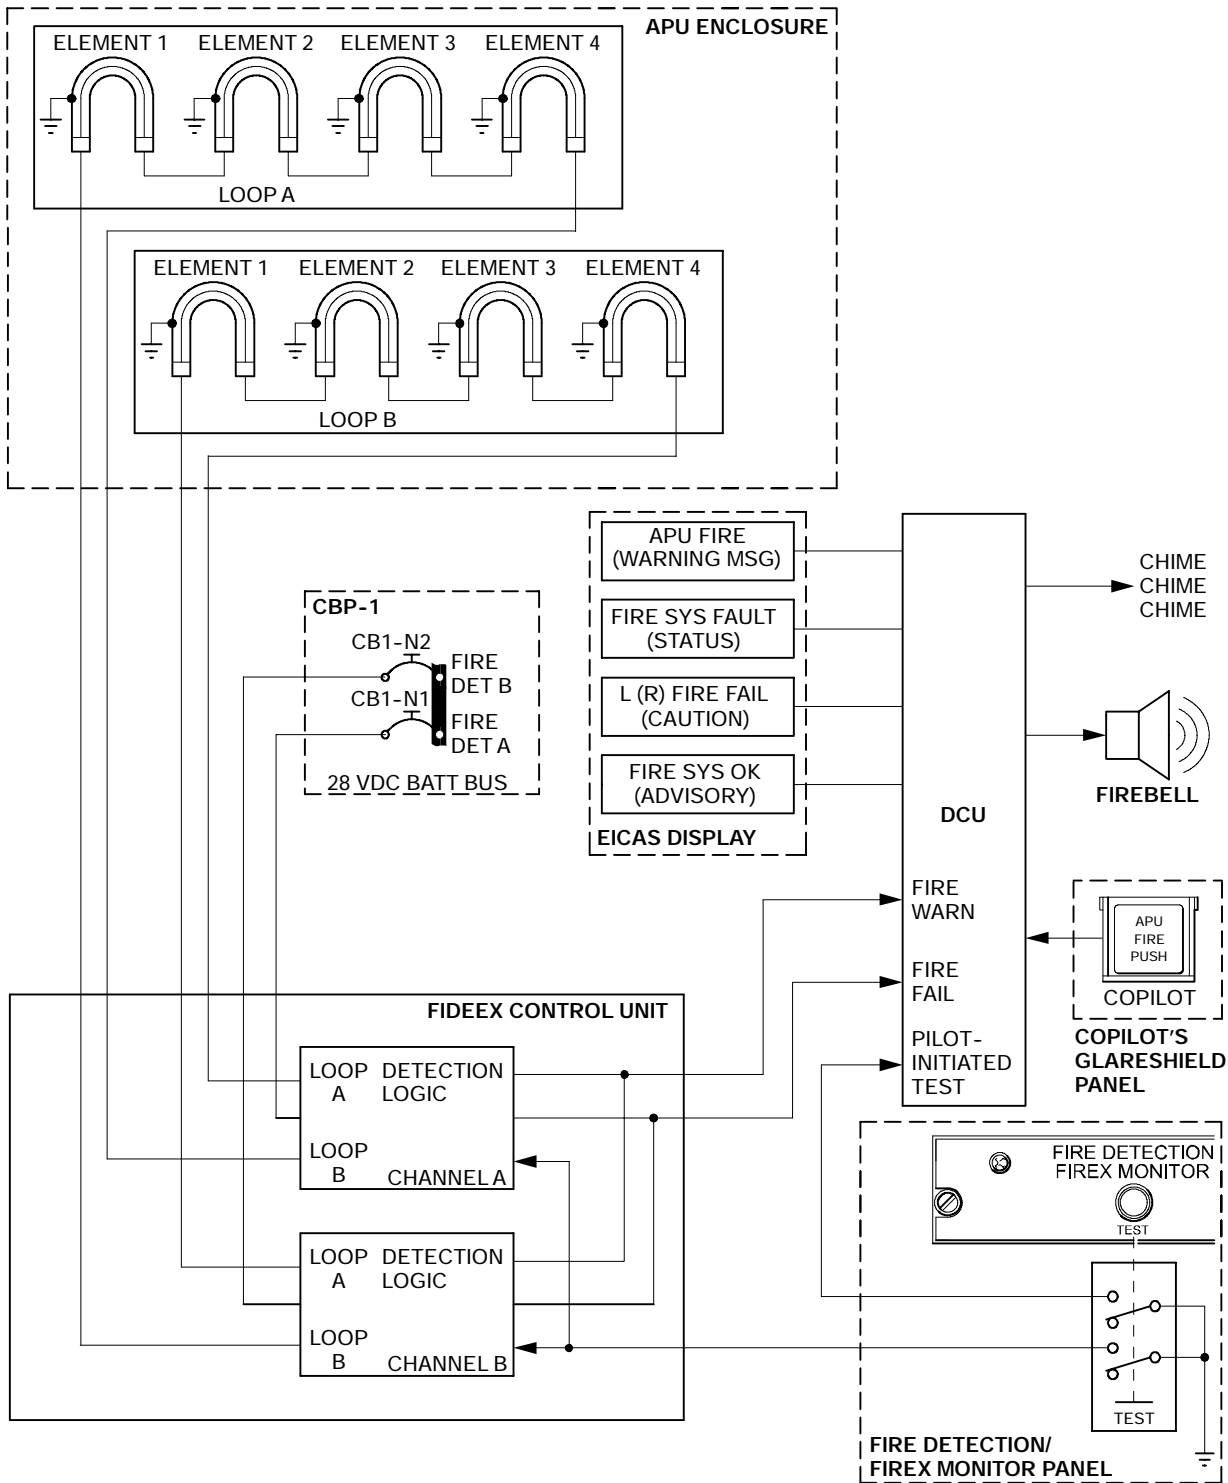 APU ENCLOSURE
ELEMENT 1
ELEMENT 2
ELEMENT 3
ELEMENT 4
LOOP A
ELEMENT 1
ELEMENT 2
ELEMENT 3
ELEMENT 4
LOOP B
CBP-1
CB1-N2
FIRE
DET B
CB1-N1
FIRE
DET A
28 VDC BATT BUS
APU FIRE
(WARNING MSG)
FIRE SYS FAULT
(STATUS)
L (R) FIRE FAIL
(CAUTION)
FIRE SYS OK
(ADVISORY)
EICAS DISPLAY
DCU
FIRE
WARN
FIRE
FAIL
PILOT-
INITIATED
TEST
CHIME
CHIME
CHIME
FIREBELL
APU
FIRE
PUSH
COPILOT
COPILOT'S
GLARESHIELD
PANEL
FIDEEX CONTROL UNIT
LOOP
A
DETECTION
LOGIC
LOOP
B
CHANNEL A
LOOP
A
DETECTION
LOGIC
LOOP
B
CHANNEL B
FIRE DETECTION
FIREX MONITOR
TEST
TEST
FIRE DETECTION/
FIREX MONITOR PANEL